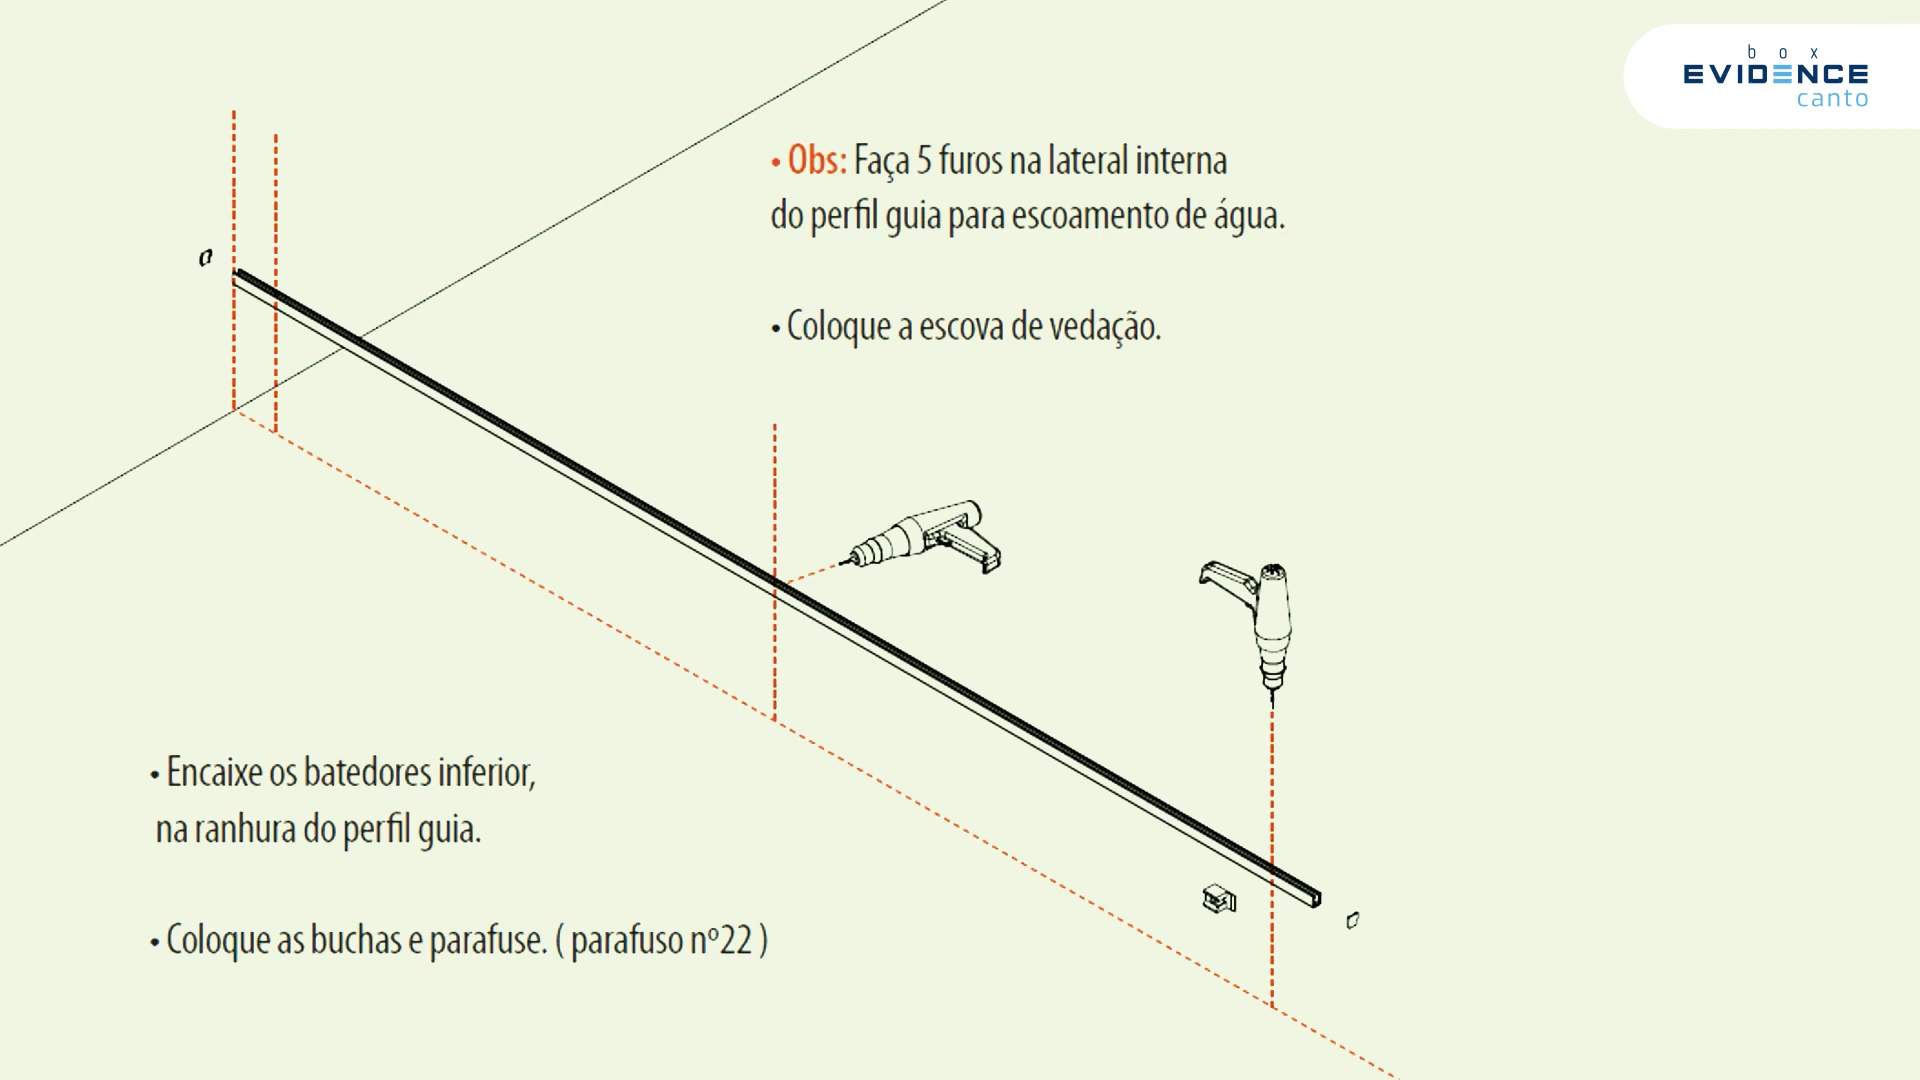 box
EVIDENCE
canto
• Obs: Faça 5 furos na lateral interna
do perfil guia para escoamento de água.
• Coloque a escova de vedação.
• Encaixe os batedores inferior,
na ranhura do perfil guia.
• Coloque as buchas e parafuse. ( parafuso nº22 )